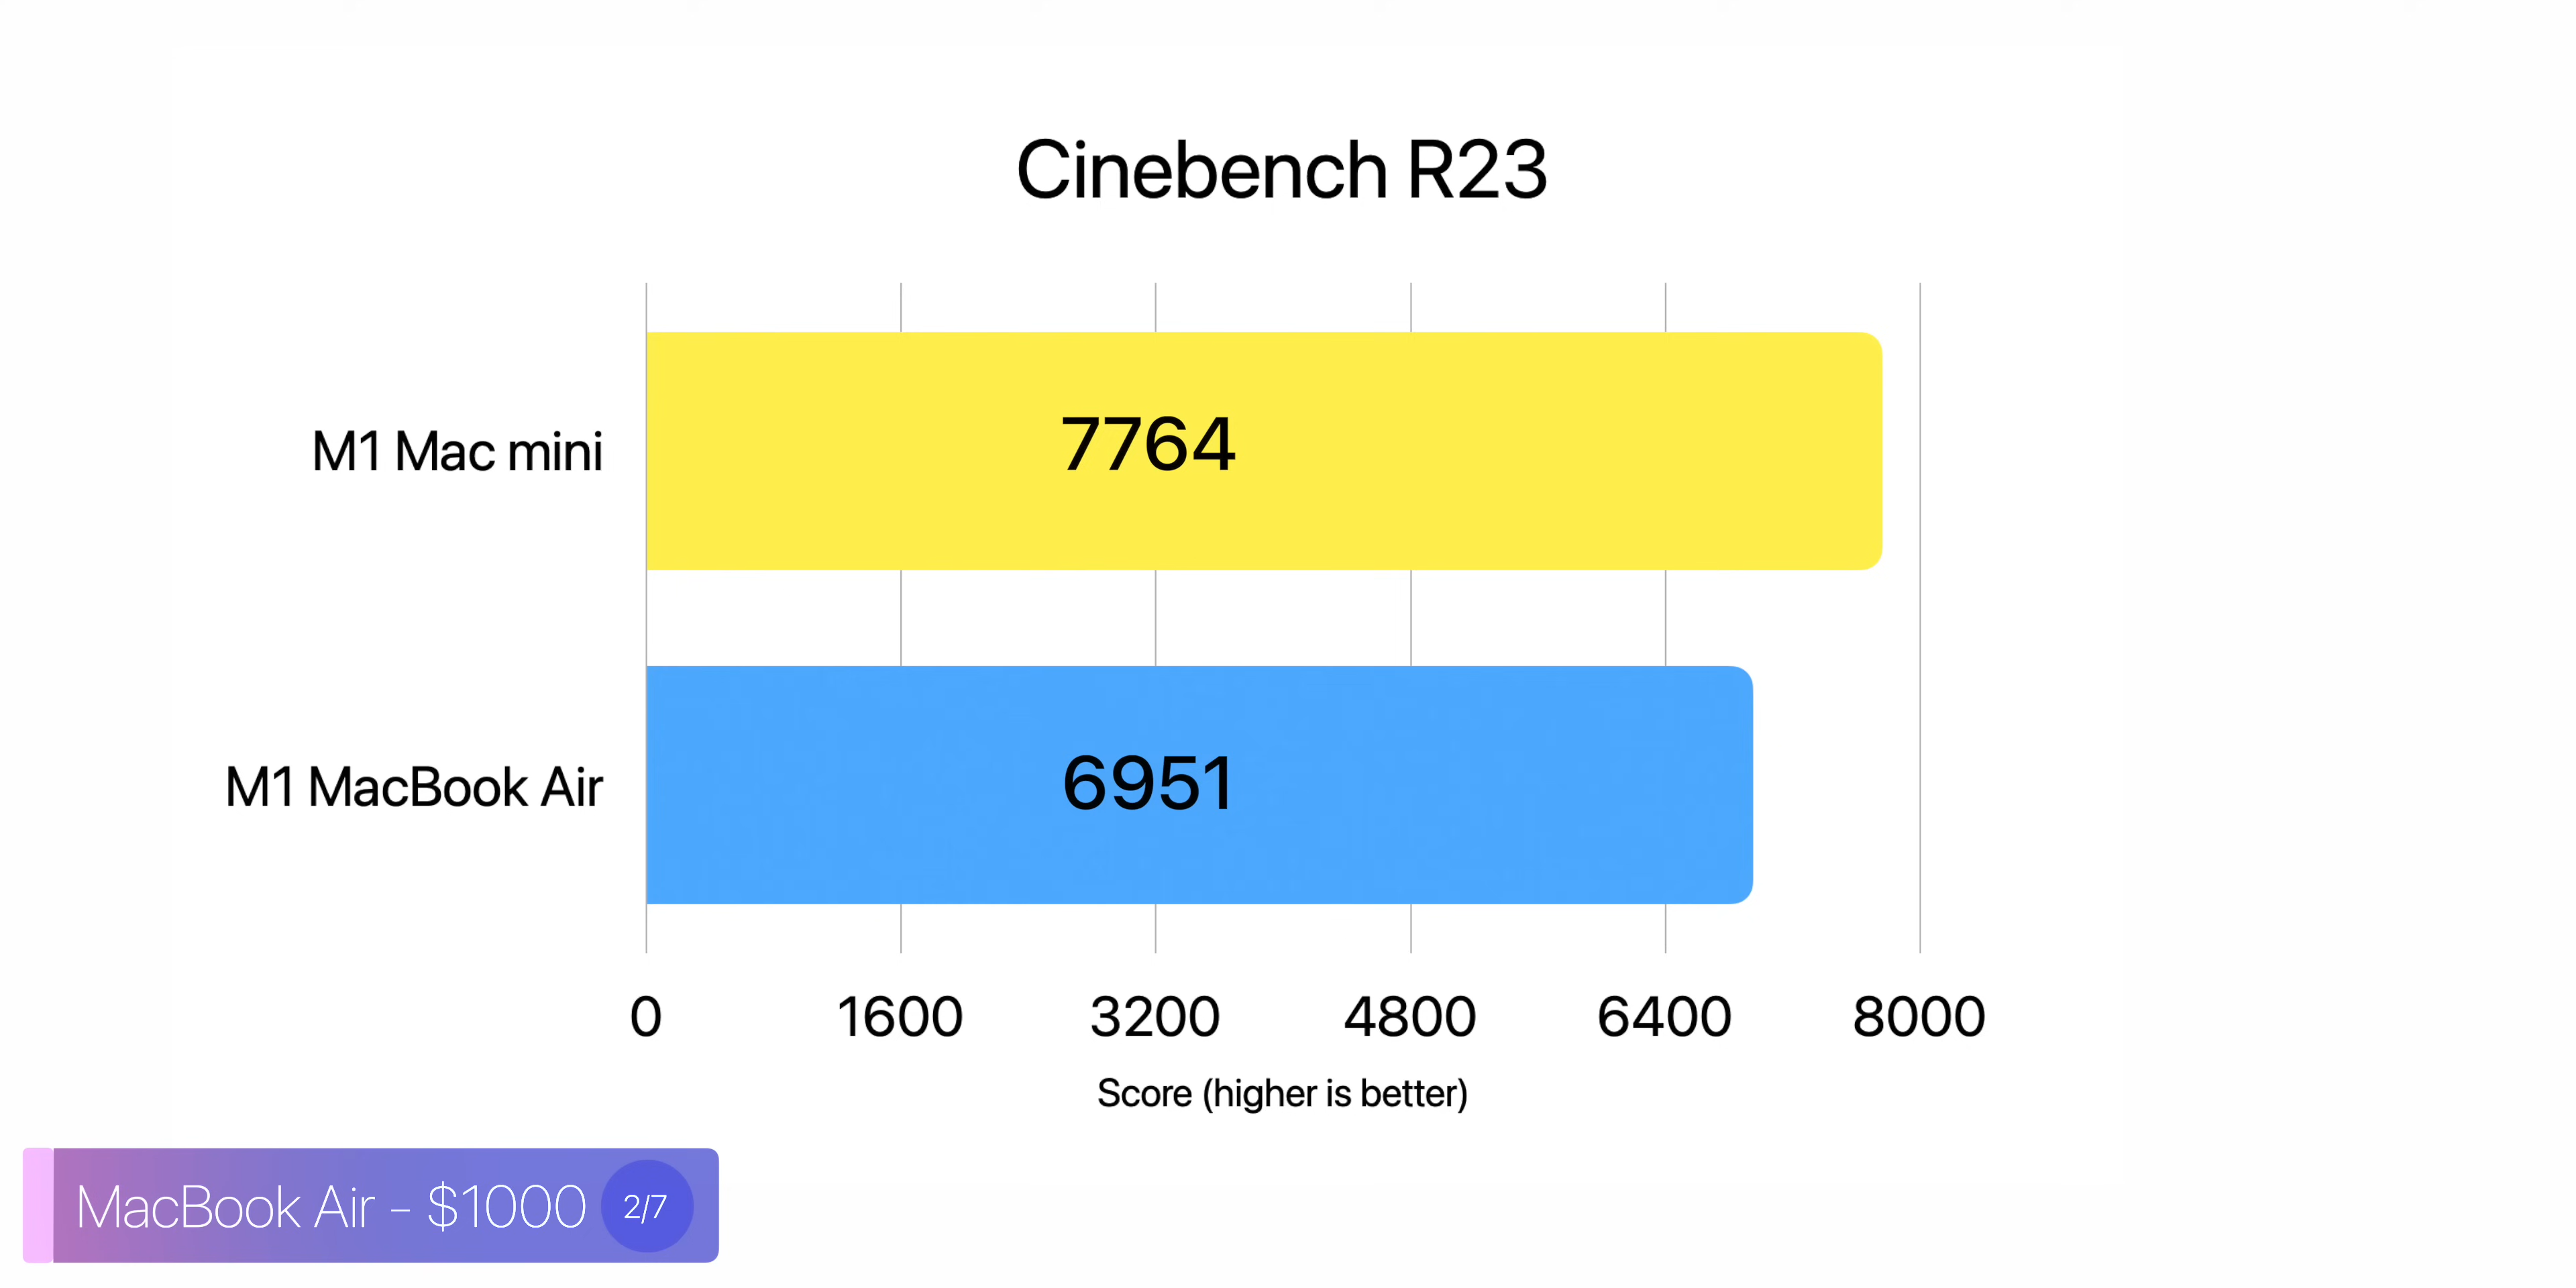 Cinebench R23
M1 Mac mini
7764
M1 MacBook Air
6951
0 1600 3200 4800 6400 8000
Score (higher is better)
MacBook Air – $1000 2/7